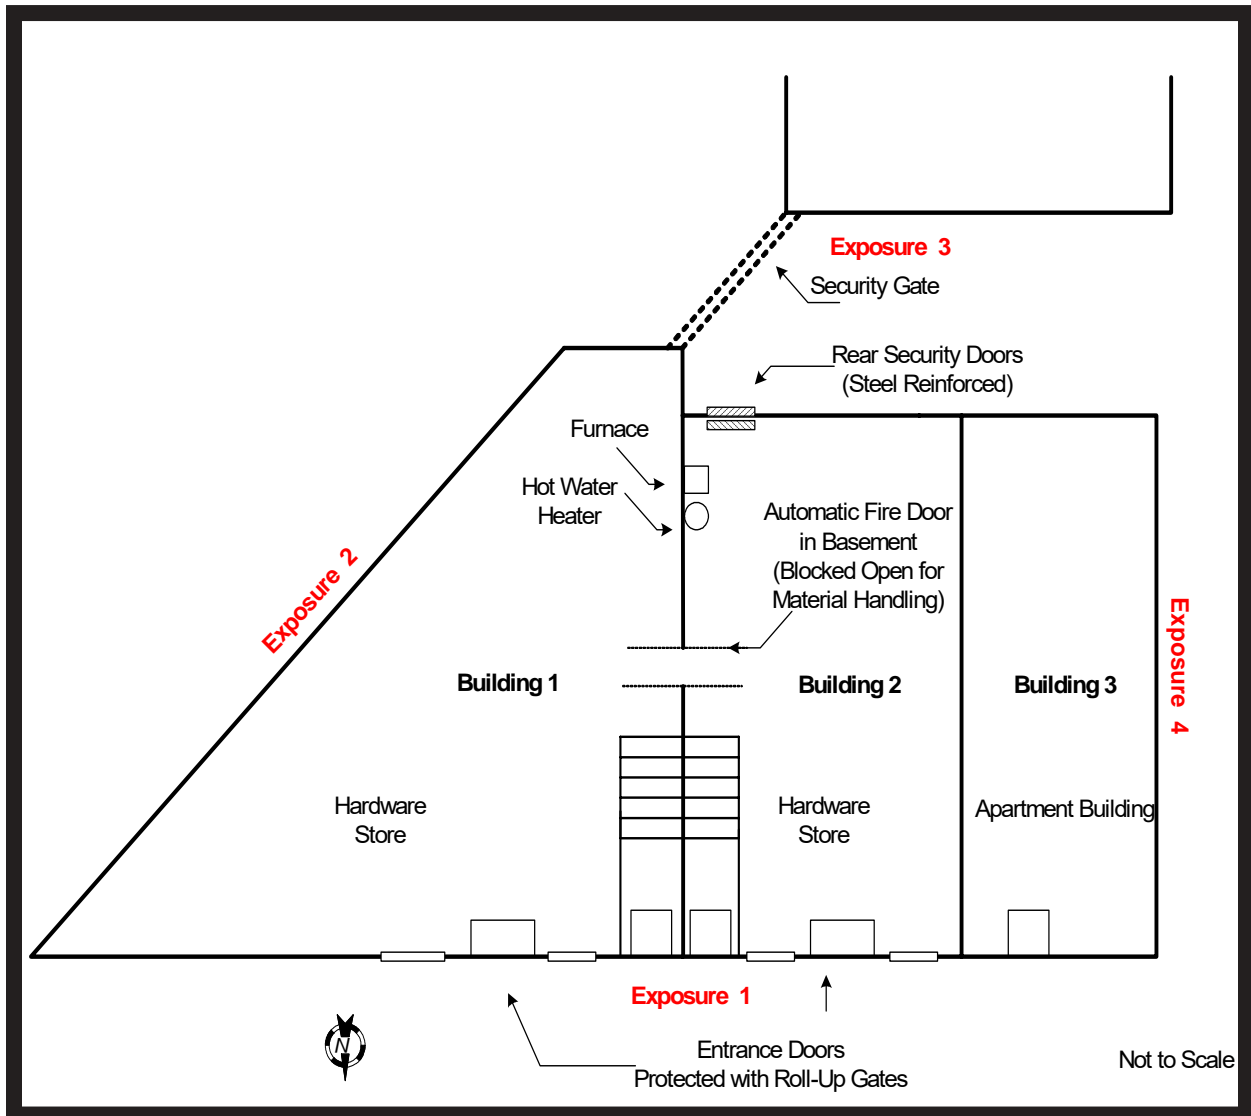 Exposure 3
Security Gate
Rear Security Doors
(Steel Reinforced)
Furnace
Hot Water
Heater
Automatic Fire Door
in Basement
(Blocked Open for
Material Handling)
Exposure 2
Exposure 4
Building 1
Building 2
Building 3
Hardware
Store
Hardware
Store
Apartment Building
Exposure 1
N
Entrance Doors
Protected with Roll-Up Gates
Not to Scale